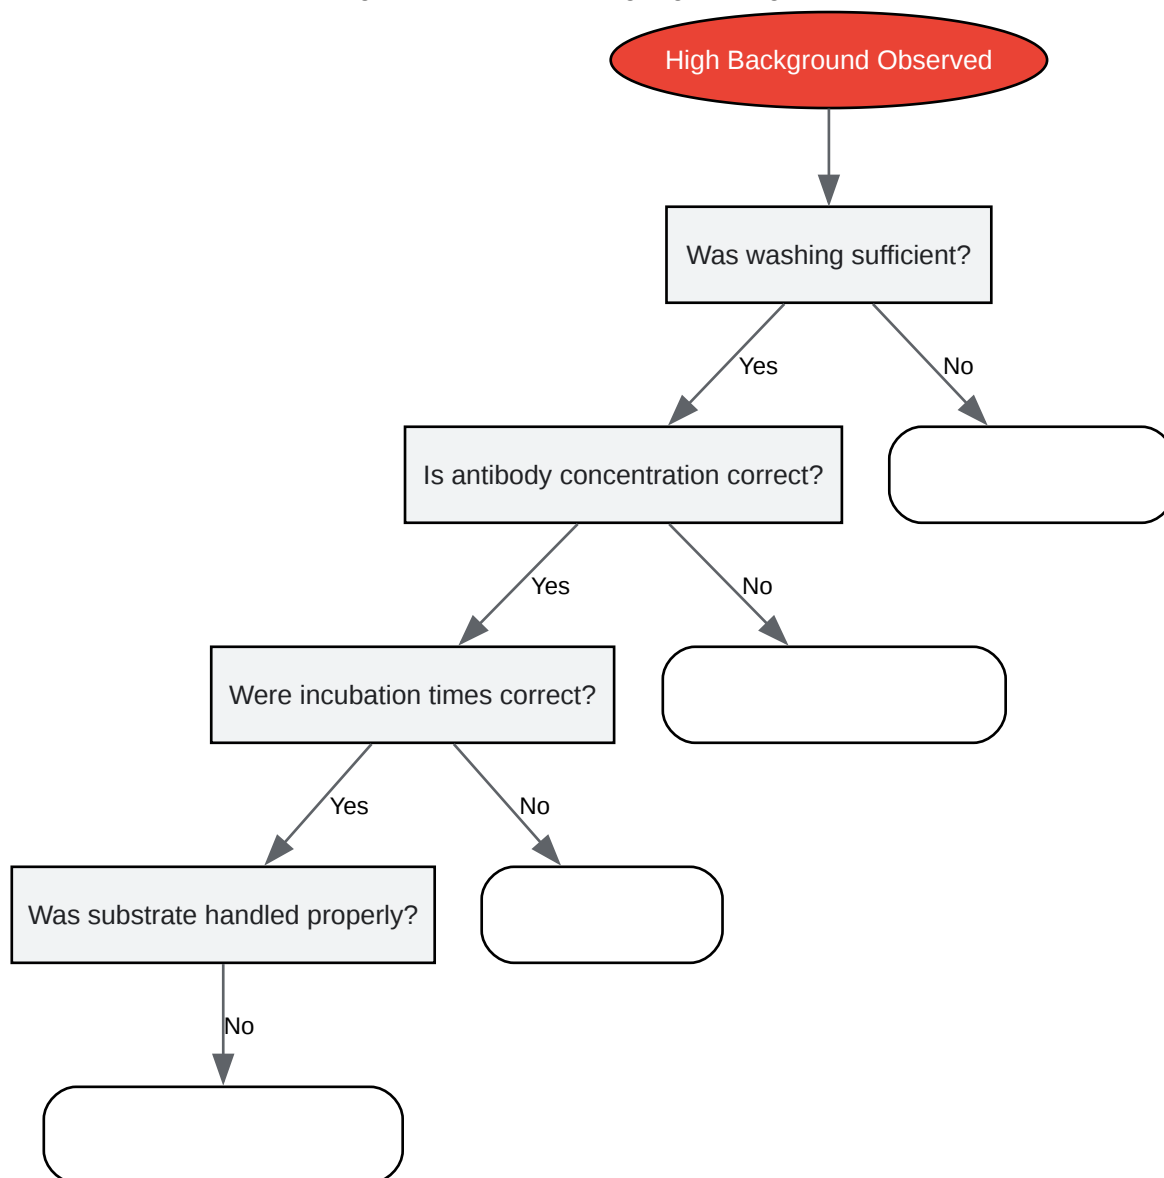 High Background Observed
Was washing sufficient?
Yes
No
Is antibody concentration correct?
Yes
No
Were incubation times correct?
Yes
No
Was substrate handled properly?
No